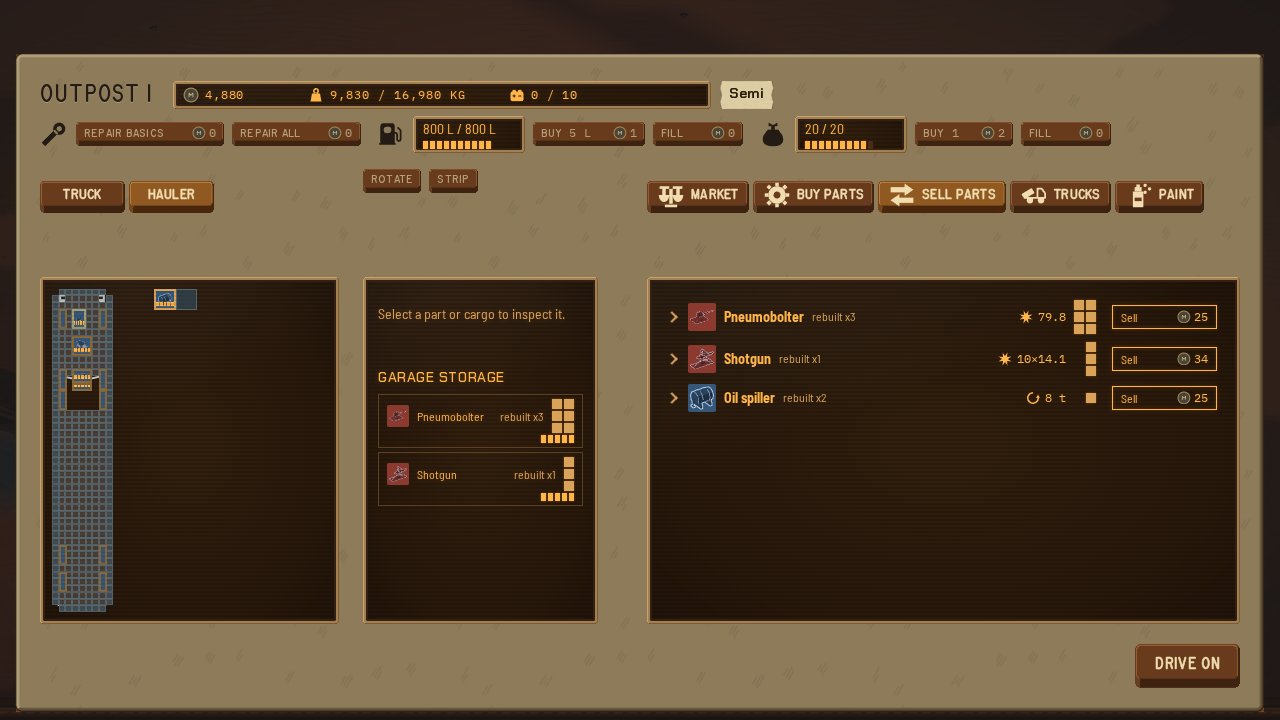 OUTPOST I
4,880
9,830 / 16,980 KG
0 / 10
Semi
REPAIR BASICS 0
REPAIR ALL 0
800 L / 800 L
BUY 5 L 1
FILL 0
20 / 20
BUY 1 2
FILL 0
ROTATE
STRIP
TRUCK
HAULER
MARKET
BUY PARTS
SELL PARTS
TRUCKS
PAINT
Select a part or cargo to inspect it.
GARAGE STORAGE
Pneumobolter rebuilt x3
Shotgun rebuilt x1
Pneumobolter rebuilt x3 79.8 Sell 25
Shotgun rebuilt x1 10×14.1 Sell 34
Oil spiller rebuilt x2 8 t Sell 25
DRIVE ON